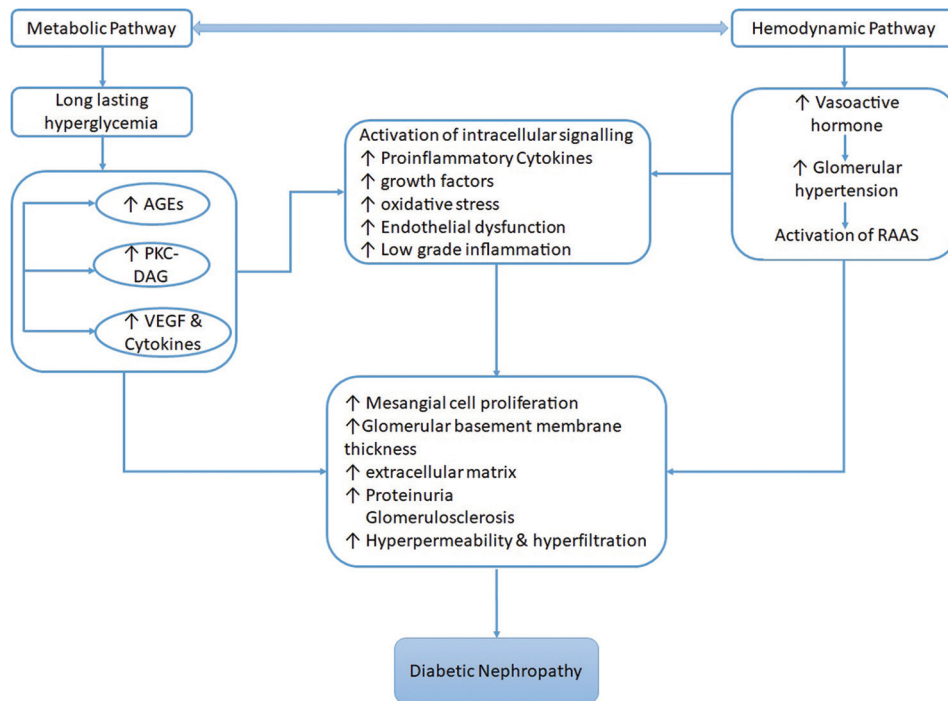 Metabolic Pathway
Hemodynamic Pathway
Long lasting
hyperglycemia
↑ AGEs
↑ PKC-
DAG
↑ VEGF &
Cytokines
Activation of intracellular signalling
↑ Proinflammatory Cytokines
↑ growth factors
↑ oxidative stress
↑ Endothelial dysfunction
↑ Low grade inflammation
↑ Vasoactive
hormone
↑ Glomerular
hypertension
Activation of RAAS
↑ Mesangial cell proliferation
↑Glomerular basement membrane
thickness
↑ extracellular matrix
↑ Proteinuria
Glomerulosclerosis
↑ Hyperpermeability & hyperfiltration
Diabetic Nephropathy